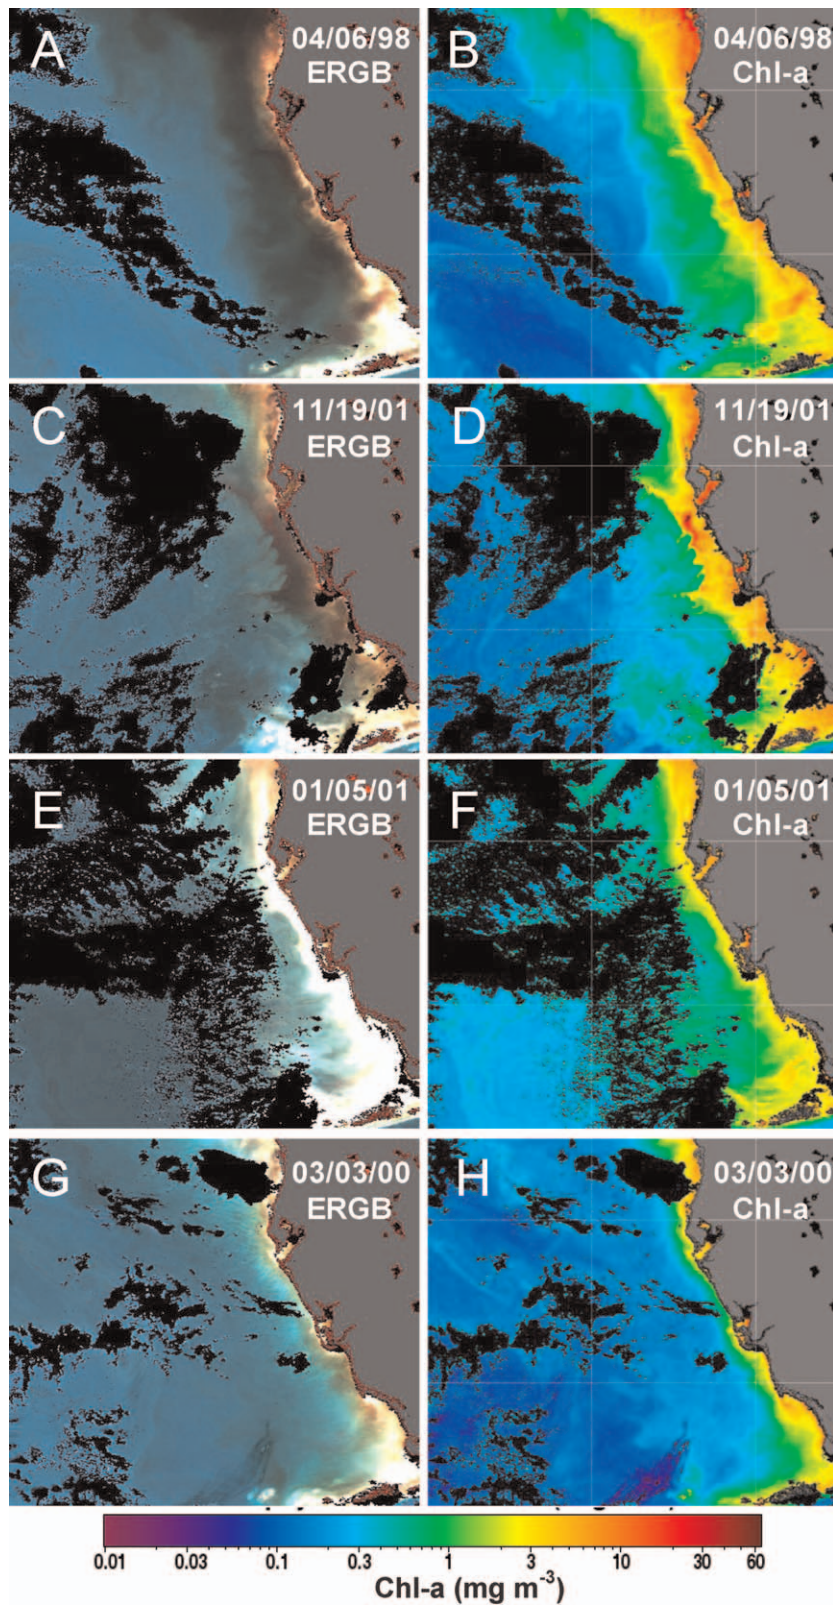 A
04/06/98
ERGB
B
04/06/98
Chl-a
C
11/19/01
ERGB
D
11/19/01
Chl-a
E
01/05/01
ERGB
F
01/05/01
Chl-a
G
03/03/00
ERGB
H
03/03/00
Chl-a
0.01 0.03 0.1 0.3 1 3 10 30 60
Chl-a (mg m⁻³)